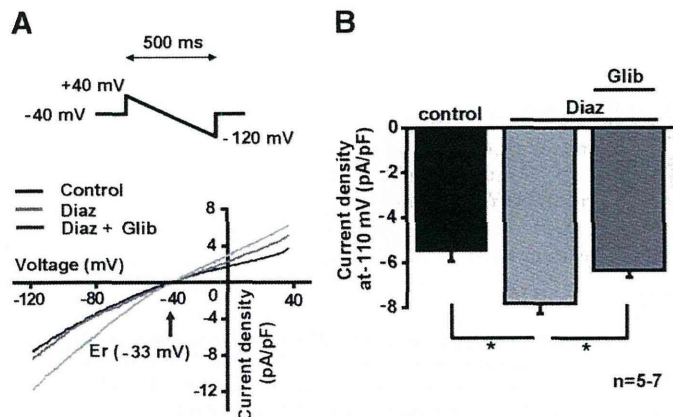 A
500 ms
+40 mV
-40 mV
-120 mV
Control
Diaz
Diaz + Glib
8
4
Voltage (mV)
-120 -80 -40 0 40
-4
-8
-12
Er (-33 mV)
Current density
(pA/pF)
B
Glib
control Diaz
0
-2
-4
-6
-8
Current density
at-110 mV (pA/pF)
* *
n=5-7